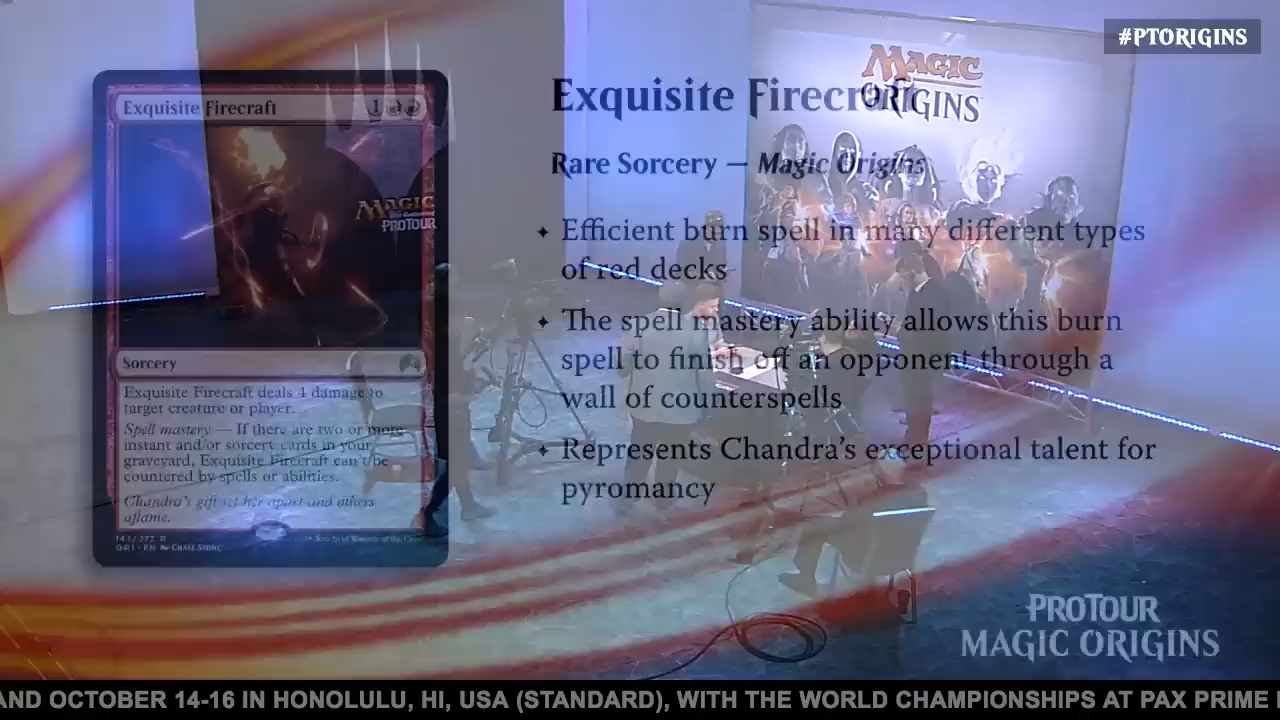 #PTORIGINS
MAGIC
ORIGINS
Exquisite Firecraft
1
MAGIC
PROTOUR
Sorcery
Exquisite Firecraft deals 4 damage to
target creature or player.
Spell mastery — If there are two or more
instant and/or sorcery cards in your
graveyard, Exquisite Firecraft can't be
countered by spells or abilities.
Chandra's gift set her apart and others
aflame.
143/272 R
ORI • EN CHASE STONE
Exquisite Firecraft
Rare Sorcery — Magic Origins
Efficient burn spell in many different types
of red decks
The spell mastery ability allows this burn
spell to finish off an opponent through a
wall of counterspells
Represents Chandra's exceptional talent for
pyromancy
PROTOUR
MAGIC ORIGINS
AND OCTOBER 14-16 IN HONOLULU, HI, USA (STANDARD), WITH THE WORLD CHAMPIONSHIPS AT PAX PRIME